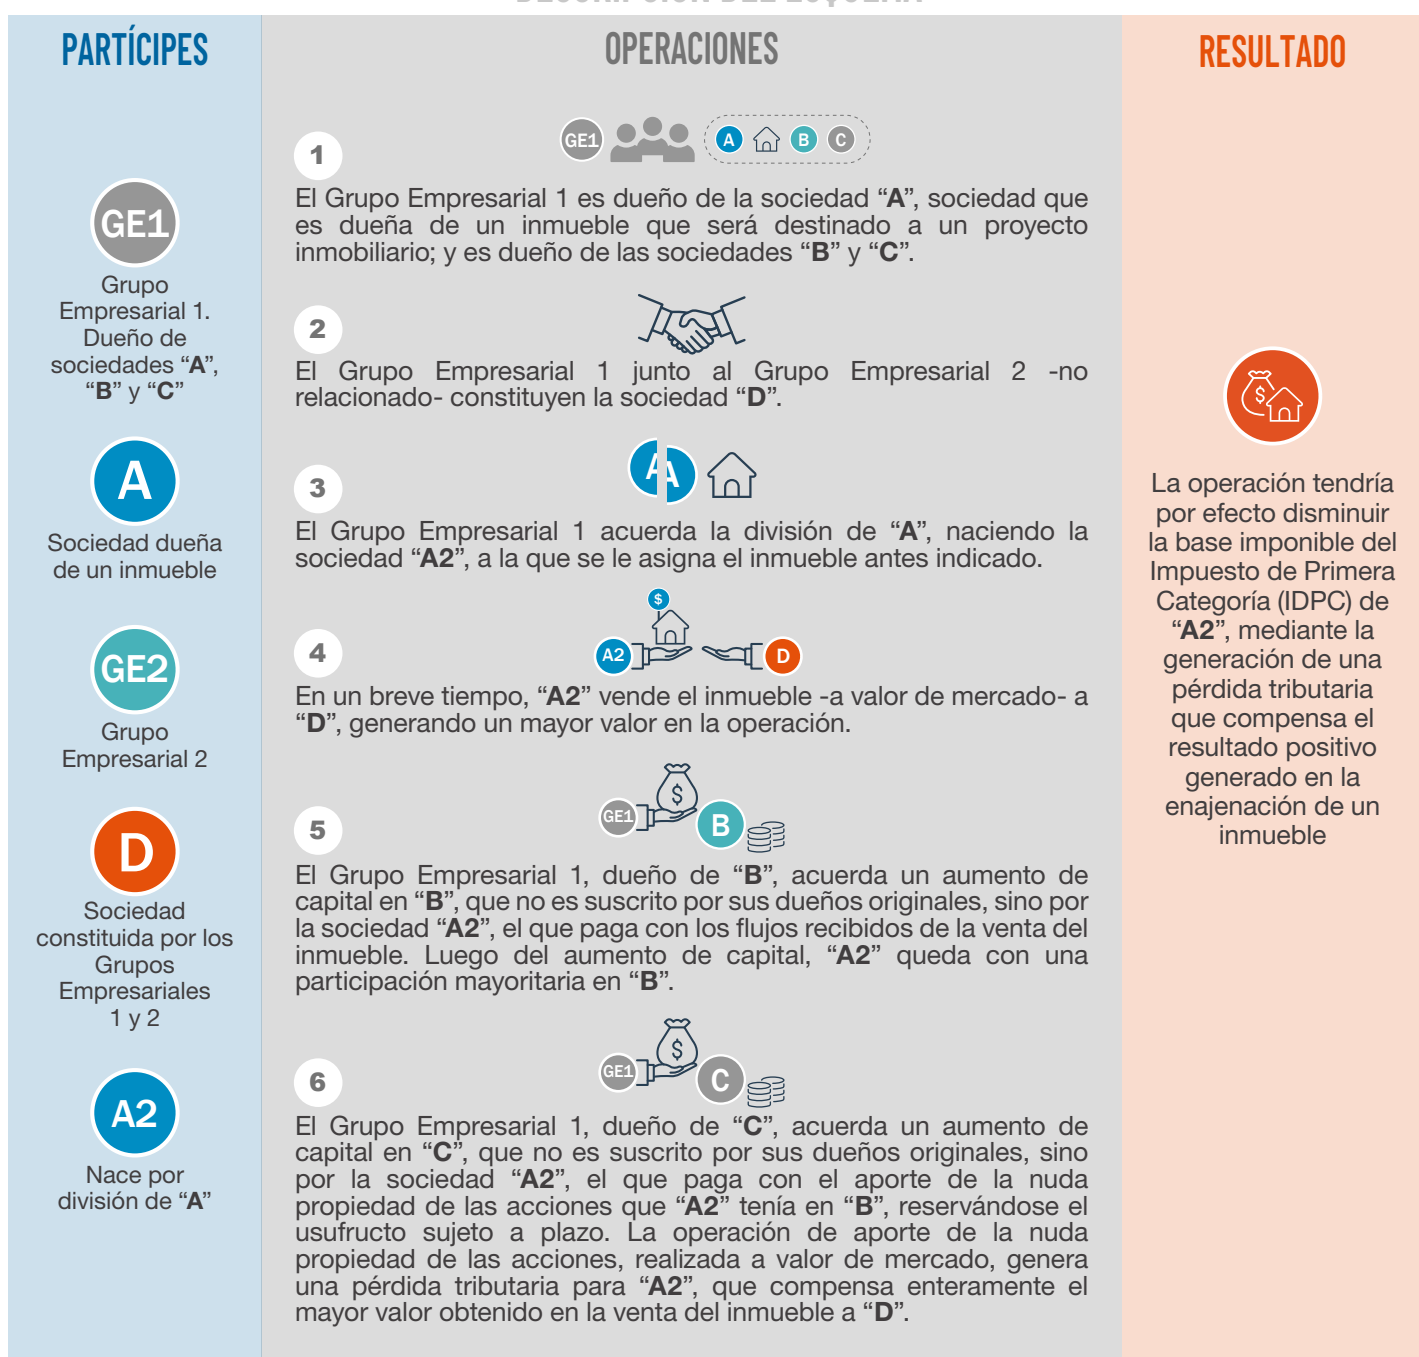 DESCRIPCIÓN DEL ESQUEMA
PARTÍCIPES
GE1
Grupo
Empresarial 1.
Dueño de
sociedades “A”,
“B” y “C”
A
Sociedad dueña
de un inmueble
GE2
Grupo
Empresarial 2
D
Sociedad
constituida por los
Grupos
Empresariales
1 y 2
A2
Nace por
división de “A”
OPERACIONES
GE1 A B C
1
El Grupo Empresarial 1 es dueño de la sociedad “A”, sociedad que
es dueña de un inmueble que será destinado a un proyecto
inmobiliario; y es dueño de las sociedades “B” y “C”.
2
El Grupo Empresarial 1 junto al Grupo Empresarial 2 -no
relacionado- constituyen la sociedad “D”.
A A
3
El Grupo Empresarial 1 acuerda la división de “A”, naciendo la
sociedad “A2”, a la que se le asigna el inmueble antes indicado.
$
A2 D
4
En un breve tiempo, “A2” vende el inmueble -a valor de mercado- a
“D”, generando un mayor valor en la operación.
$
GE1 B
5
El Grupo Empresarial 1, dueño de “B”, acuerda un aumento de
capital en “B”, que no es suscrito por sus dueños originales, sino por
la sociedad “A2”, el que paga con los flujos recibidos de la venta del
inmueble. Luego del aumento de capital, “A2” queda con una
participación mayoritaria en “B”.
$
GE1 C
6
El Grupo Empresarial 1, dueño de “C”, acuerda un aumento de
capital en “C”, que no es suscrito por sus dueños originales, sino
por la sociedad “A2”, el que paga con el aporte de la nuda
propiedad de las acciones que “A2” tenía en “B”, reservándose el
usufructo sujeto a plazo. La operación de aporte de la nuda
propiedad de las acciones, realizada a valor de mercado, genera
una pérdida tributaria para “A2”, que compensa enteramente el
mayor valor obtenido en la venta del inmueble a “D”.
RESULTADO
$
La operación tendría
por efecto disminuir
la base imponible del
Impuesto de Primera
Categoría (IDPC) de
“A2”, mediante la
generación de una
pérdida tributaria
que compensa el
resultado positivo
generado en la
enajenación de un
inmueble